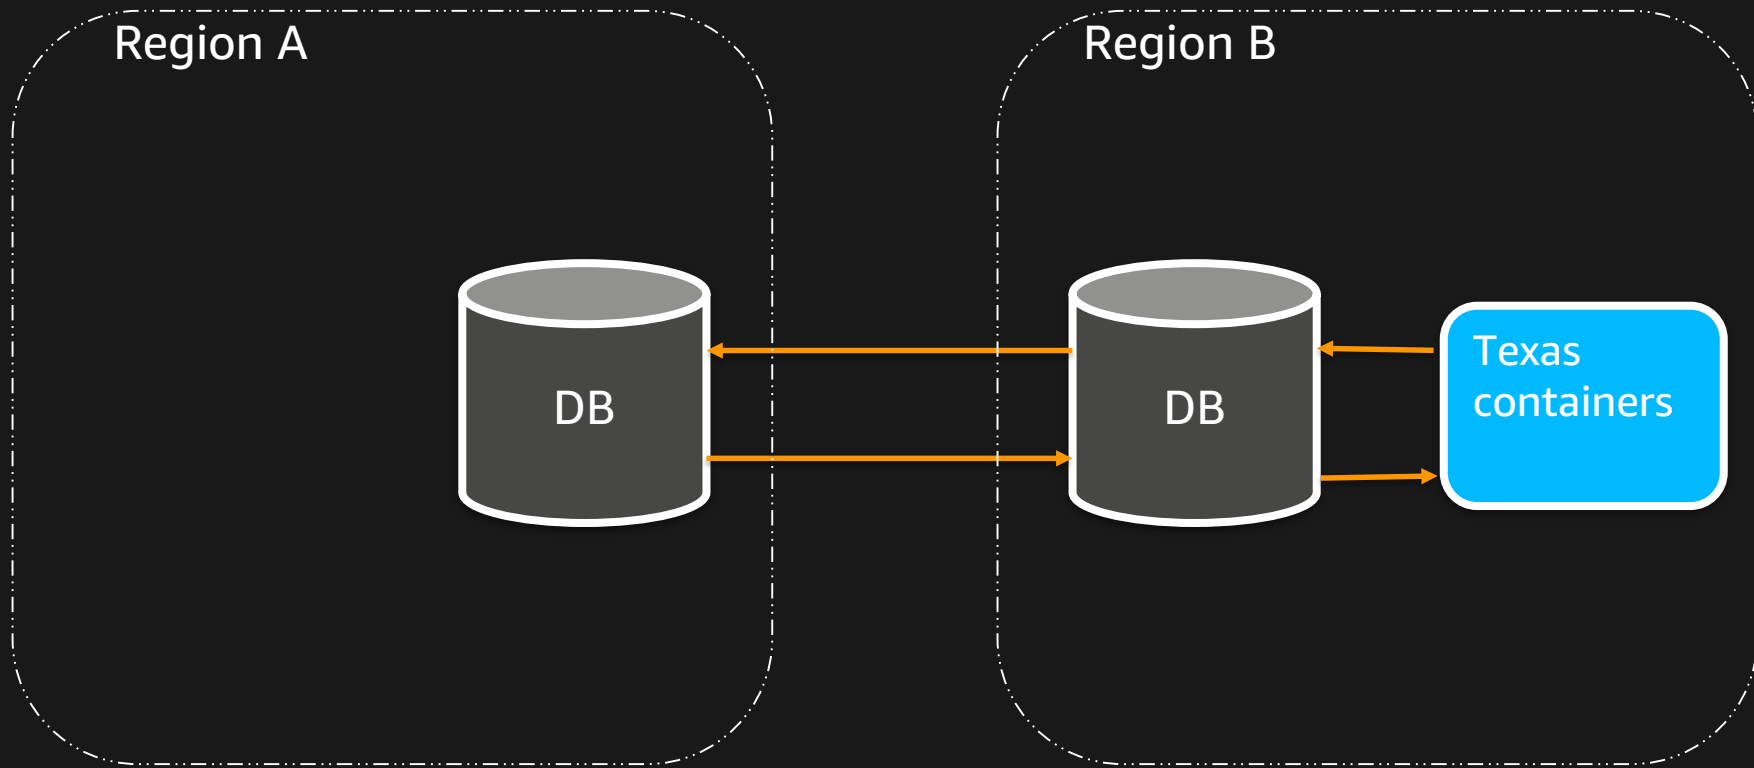 Region A
Region B
DB
DB
Texas
containers